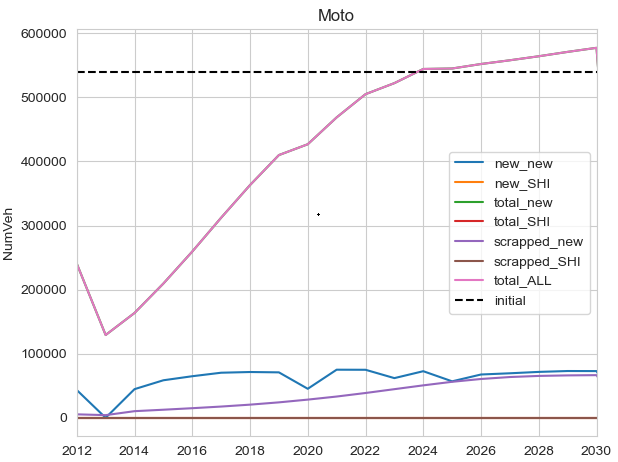 Moto
600000
500000
400000
300000
200000
100000
0
NumVeh
new_new
new_SHI
total_new
total_SHI
scrapped_new
scrapped_SHI
total_ALL
initial
2012 2014 2016 2018 2020 2022 2024 2026 2028 2030